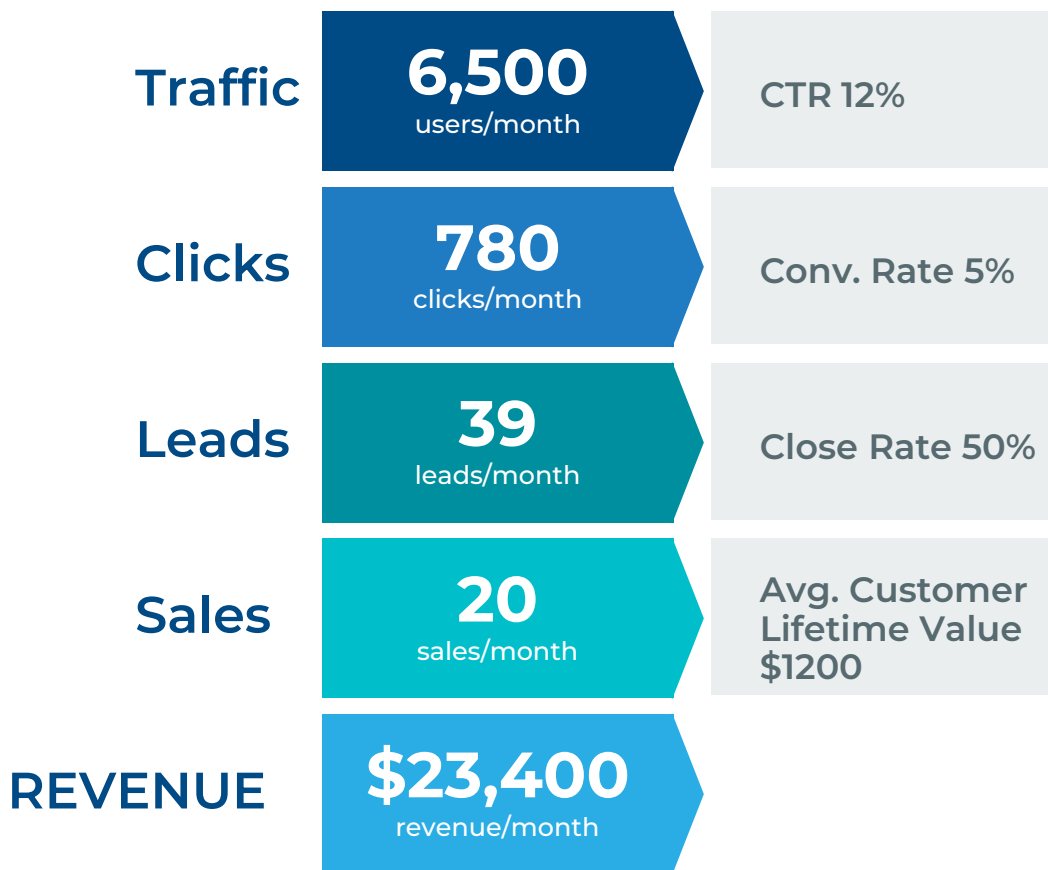 Traffic
6,500
users/month
CTR 12%
Clicks
780
clicks/month
Conv. Rate 5%
Leads
39
leads/month
Close Rate 50%
Sales
20
sales/month
Avg. Customer
Lifetime Value
$1200
REVENUE
$23,400
revenue/month